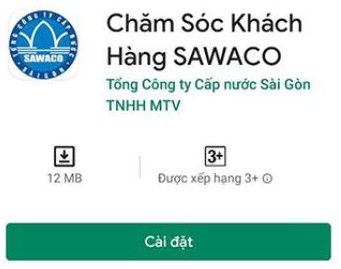 Chăm Sóc Khách
Hàng SAWACO
Tổng Công ty Cấp nước Sài Gòn
TNHH MTV
TỔNG CÔNG TY CẤP NƯỚC
SAWACO
SÀI GÒN
12 MB
3+
Được xếp hạng 3+
Cài đặt